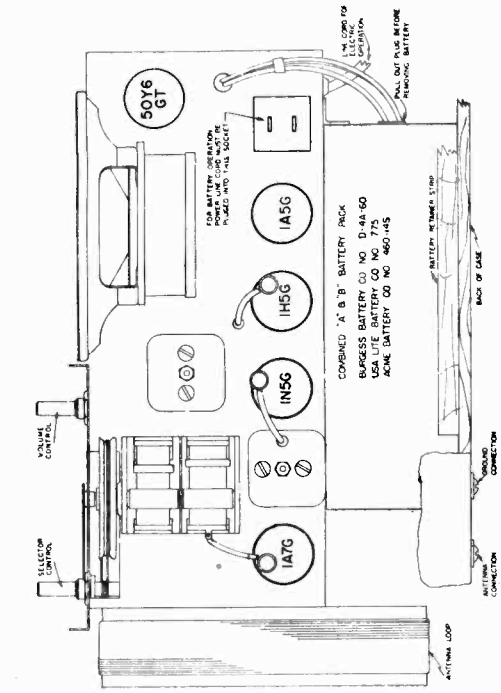 SELECTOR
CONTROL
VOLUME
CONTROL
50Y6
GT
LINE CORD FOR
ELECTRIC
OPERATION
PULL OUT PLUG BEFORE
REMOVING BATTERY
FOR BATTERY OPERATION
POWER LINE CORD MUST BE
PLUGED INTO THIS SOCKET
1A5G
1H5G
1N5G
1A7G
COMBINED "A" & "B" BATTERY PACK
BURGESS BATTERY CO NO. D-4A-60
USA LITE BATTERY CO NO 775
ACME BATTERY CO NO 460-145
BATTERY RETAINER STRIP
BACK OF CASE
GROUND
CONNECTION
ANTENNA
CONNECTION
ANTENNA LOOP